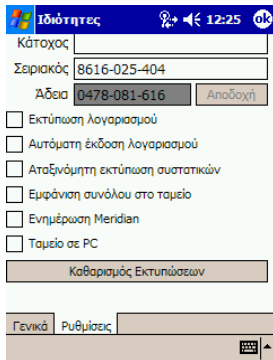 Ιδιότητες 12:25 ok
Κάτοχος
Σειριακός 8616-025-404
Άδεια 0478-081-616 Αποδοχή
Εκτύπωση λογαριασμού
Αυτόματη έκδοση λογαριασμού
Αταξινόμητη εκτύπωση συστατικών
Εμφάνιση συνόλου στο ταμείο
Ενημέρωση Meridian
Ταμείο σε PC
Καθαρισμός Εκτυπώσεων
Γενικά Ρυθμίσεις